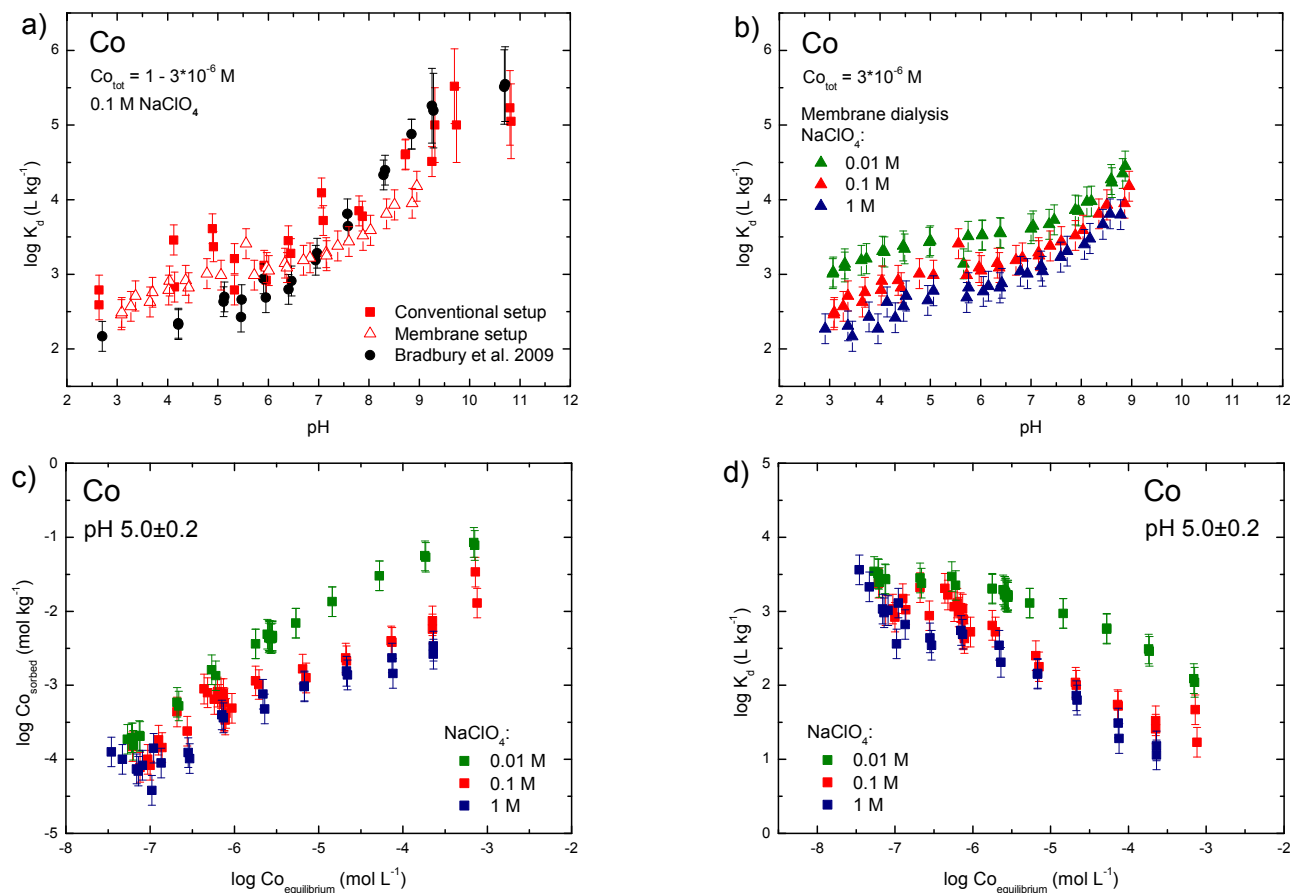 a)
Co
Co_tot = 1 - 3*10^-6 M
0.1 M NaClO_4
log K_d (L kg^-1)
6
5
4
3
2
Conventional setup
Membrane setup
Bradbury et al. 2009
2 3 4 5 6 7 8 9 10 11 12
pH
b)
Co
Co_tot = 3*10^-6 M
Membrane dialysis
NaClO_4:
0.01 M
0.1 M
1 M
log K_d (L kg^-1)
6
5
4
3
2
2 3 4 5 6 7 8 9 10 11 12
pH
c)
Co
pH 5.0±0.2
log Co_sorbed (mol kg^-1)
0
-1
-2
-3
-4
-5
NaClO_4:
0.01 M
0.1 M
1 M
-8 -7 -6 -5 -4 -3 -2
log Co_equilibrium (mol L^-1)
d)
Co
pH 5.0±0.2
log K_d (L kg^-1)
5
4
3
2
1
0
NaClO_4:
0.01 M
0.1 M
1 M
-8 -7 -6 -5 -4 -3 -2
log Co_equilibrium (mol L^-1)